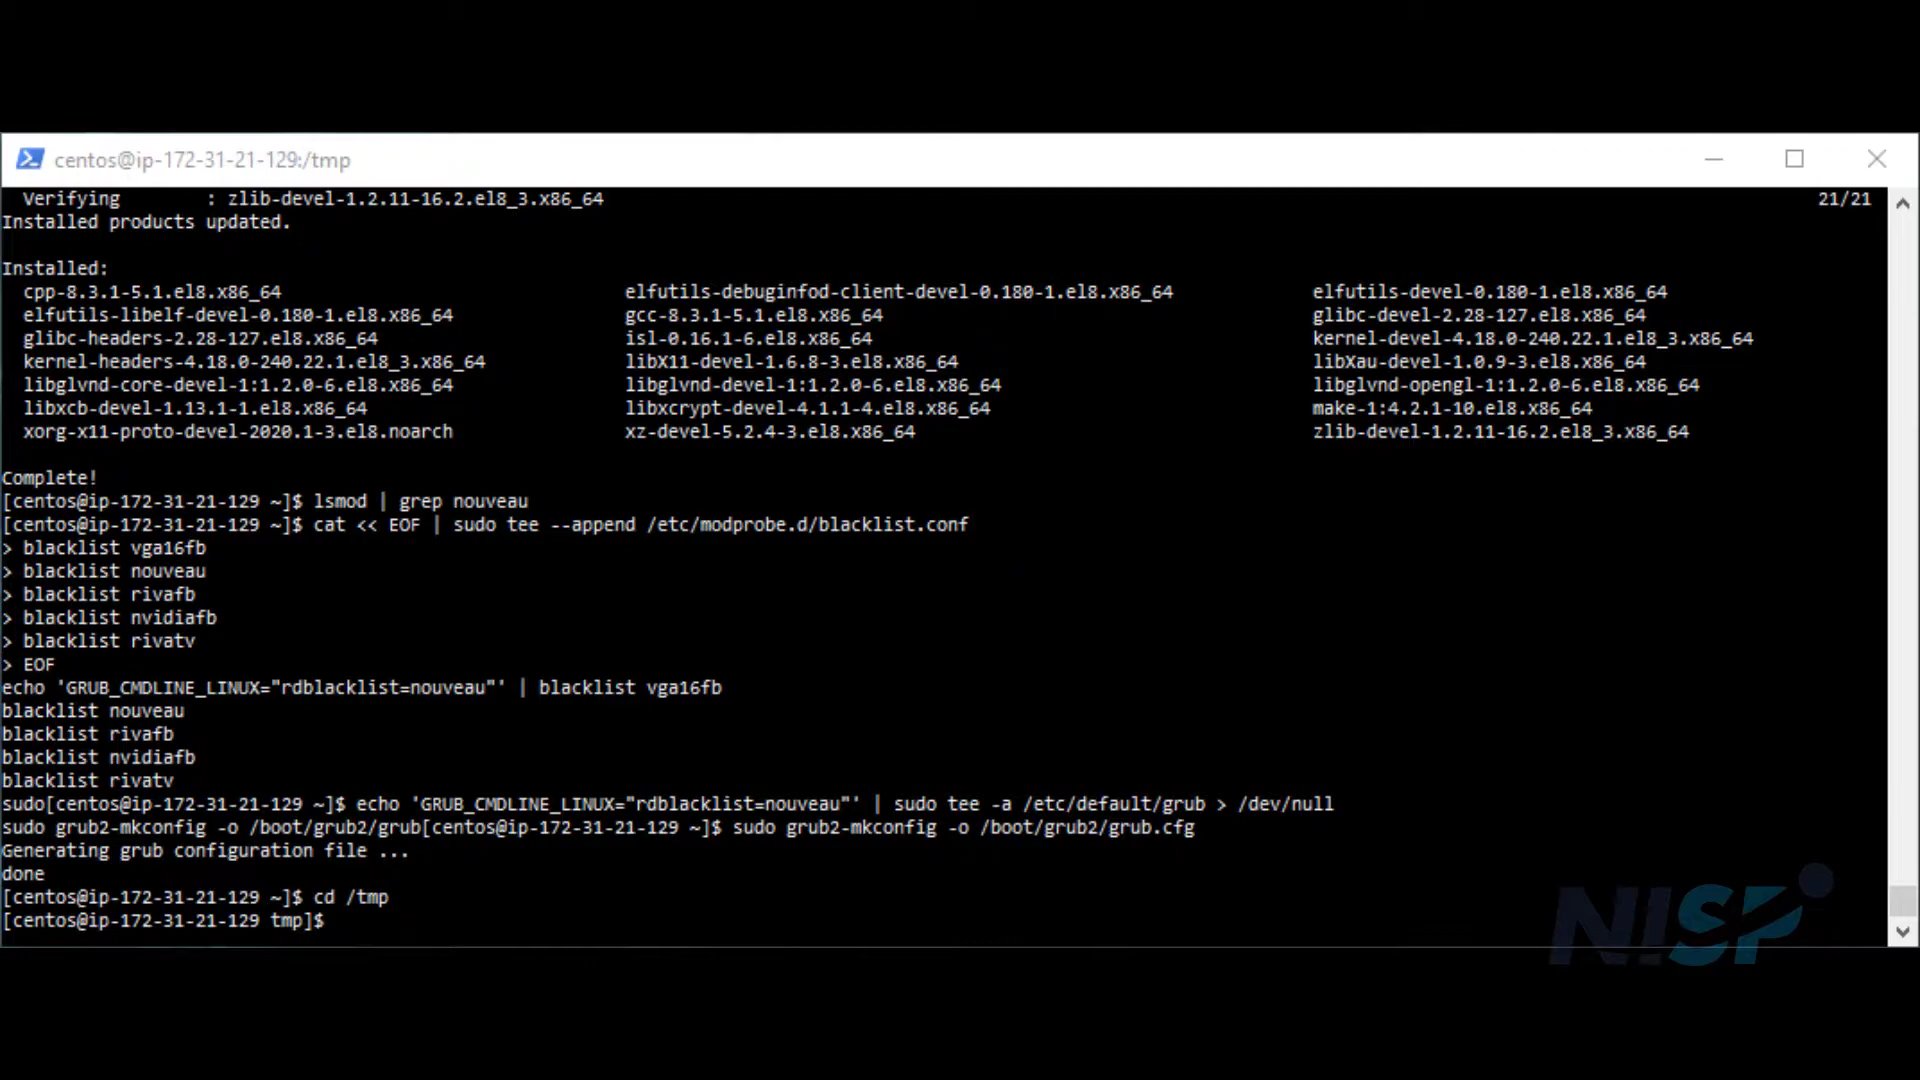 centos@ip-172-31-21-129:/tmp
Verifying : zlib-devel-1.2.11-16.2.el8_3.x86_64 21/21
Installed products updated.
Installed:
cpp-8.3.1-5.1.el8.x86_64 elfutils-debuginfod-client-devel-0.180-1.el8.x86_64 elfutils-devel-0.180-1.el8.x86_64
elfutils-libelf-devel-0.180-1.el8.x86_64 gcc-8.3.1-5.1.el8.x86_64 glibc-devel-2.28-127.el8.x86_64
glibc-headers-2.28-127.el8.x86_64 isl-0.16.1-6.el8.x86_64 kernel-devel-4.18.0-240.22.1.el8_3.x86_64
kernel-headers-4.18.0-240.22.1.el8_3.x86_64 libX11-devel-1.6.8-3.el8.x86_64 libXau-devel-1.0.9-3.el8.x86_64
libglvnd-core-devel-1:1.2.0-6.el8.x86_64 libglvnd-devel-1:1.2.0-6.el8.x86_64 libglvnd-opengl-1:1.2.0-6.el8.x86_64
libxcb-devel-1.13.1-1.el8.x86_64 libxcrypt-devel-4.1.1-4.el8.x86_64 make-1:4.2.1-10.el8.x86_64
xorg-x11-proto-devel-2020.1-3.el8.noarch xz-devel-5.2.4-3.el8.x86_64 zlib-devel-1.2.11-16.2.el8_3.x86_64
Complete!
[centos@ip-172-31-21-129 ~]$ lsmod | grep nouveau
[centos@ip-172-31-21-129 ~]$ cat << EOF | sudo tee --append /etc/modprobe.d/blacklist.conf
> blacklist vga16fb
> blacklist nouveau
> blacklist rivafb
> blacklist nvidiafb
> blacklist rivatv
> EOF
echo 'GRUB_CMDLINE_LINUX="rdblacklist=nouveau"' | blacklist vga16fb
blacklist nouveau
blacklist rivafb
blacklist nvidiafb
blacklist rivatv
sudo[centos@ip-172-31-21-129 ~]$ echo 'GRUB_CMDLINE_LINUX="rdblacklist=nouveau"' | sudo tee -a /etc/default/grub > /dev/null
sudo grub2-mkconfig -o /boot/grub2/grub[centos@ip-172-31-21-129 ~]$ sudo grub2-mkconfig -o /boot/grub2/grub.cfg
Generating grub configuration file ...
done
[centos@ip-172-31-21-129 ~]$ cd /tmp
[centos@ip-172-31-21-129 tmp]$
NISP